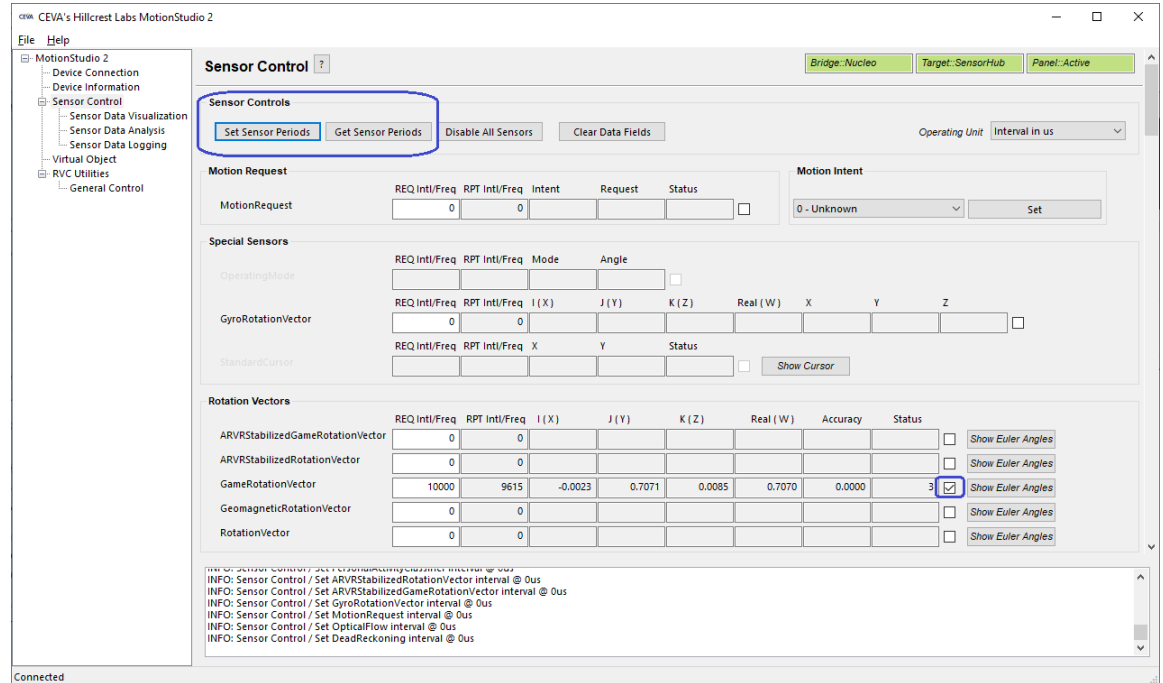 CEVA CEVA's Hillcrest Labs MotionStudio 2
File Help
MotionStudio 2
Device Connection
Device Information
Sensor Control
Sensor Data Visualization
Sensor Data Analysis
Sensor Data Logging
Virtual Object
RVC Utilities
General Control
Sensor Control ? Bridge::Nucleo Target::SensorHub Panel::Active
Sensor Controls
Set Sensor Periods Get Sensor Periods Disable All Sensors Clear Data Fields Operating Unit Interval in us
Motion Request Motion Intent
REQ Intl/Freq RPT Intl/Freq Intent Request Status
MotionRequest 0 0 0 - Unknown Set
Special Sensors
REQ Intl/Freq RPT Intl/Freq Mode Angle
OperatingMode
REQ Intl/Freq RPT Intl/Freq I ( X ) J ( Y ) K ( Z ) Real ( W ) X Y Z
GyroRotationVector 0 0
REQ Intl/Freq RPT Intl/Freq X Y Status
StandardCursor Show Cursor
Rotation Vectors
REQ Intl/Freq RPT Intl/Freq I ( X ) J ( Y ) K ( Z ) Real ( W ) Accuracy Status
ARVRStabilizedGameRotationVector 0 0 Show Euler Angles
ARVRStabilizedRotationVector 0 0 Show Euler Angles
GameRotationVector 10000 9615 -0.0023 0.7071 0.0085 0.7070 0.0000 3 Show Euler Angles
GeomagneticRotationVector 0 0 Show Euler Angles
RotationVector 0 0 Show Euler Angles
INFO: Sensor Control / Set PersonalActivityClassifier interval @ 0us
INFO: Sensor Control / Set ARVRStabilizedRotationVector interval @ 0us
INFO: Sensor Control / Set ARVRStabilizedGameRotationVector interval @ 0us
INFO: Sensor Control / Set GyroRotationVector interval @ 0us
INFO: Sensor Control / Set MotionRequest interval @ 0us
INFO: Sensor Control / Set OpticalFlow interval @ 0us
INFO: Sensor Control / Set DeadReckoning interval @ 0us
Connected